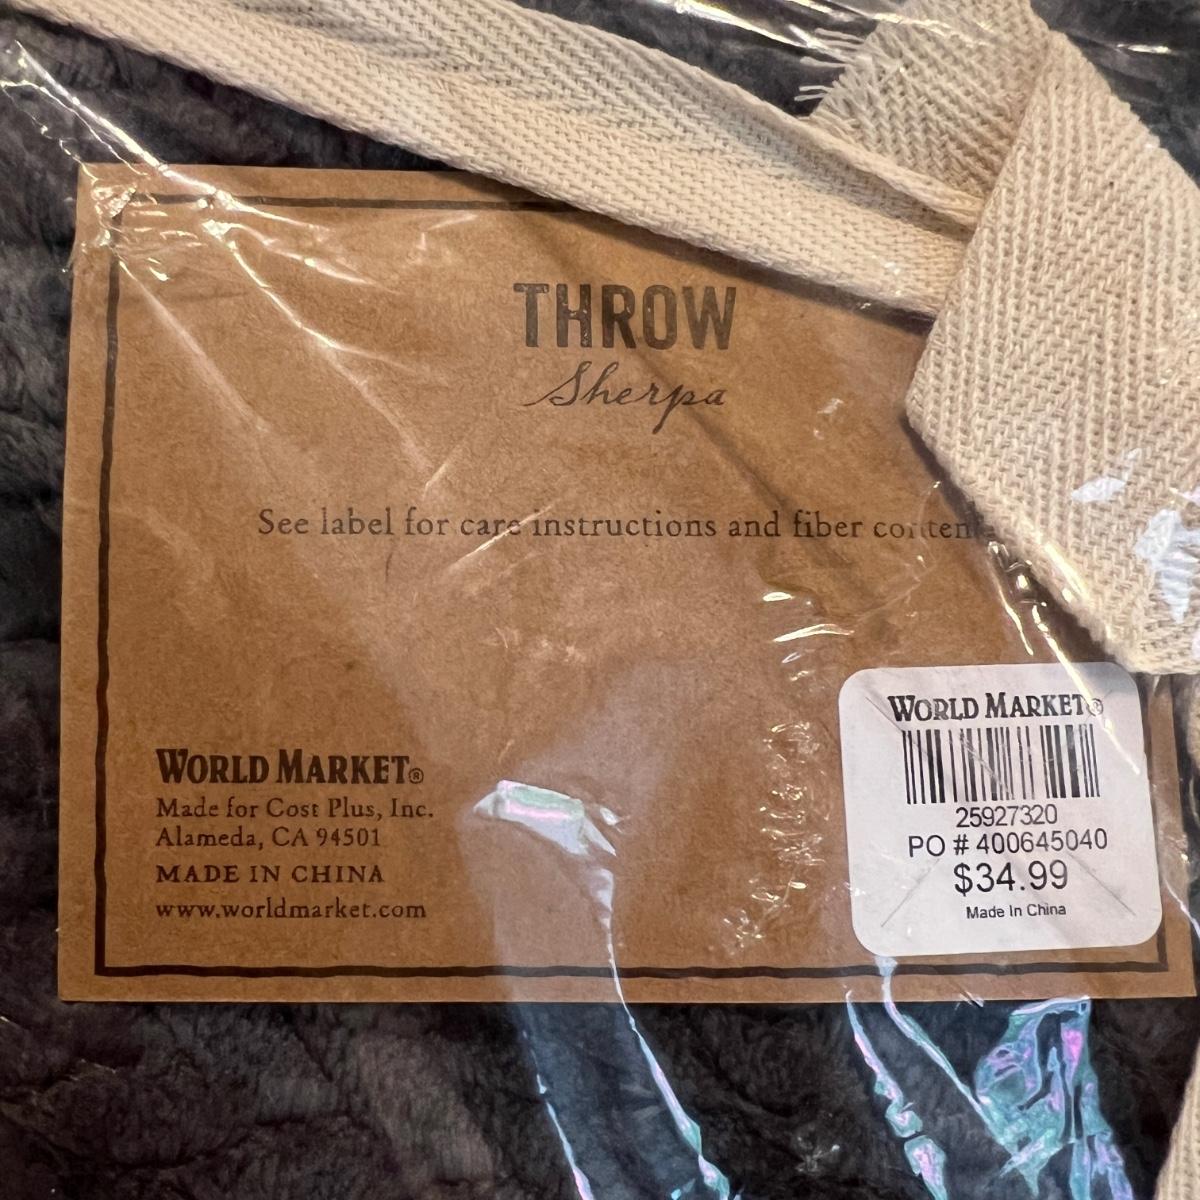 THROW
Sherpa
See label for care instructions and fiber conten
WORLD MARKET®
Made for Cost Plus, Inc.
Alameda, CA 94501
MADE IN CHINA
www.worldmarket.com
WORLD MARKET®
25927320
PO # 400645040
$34.99
Made In China